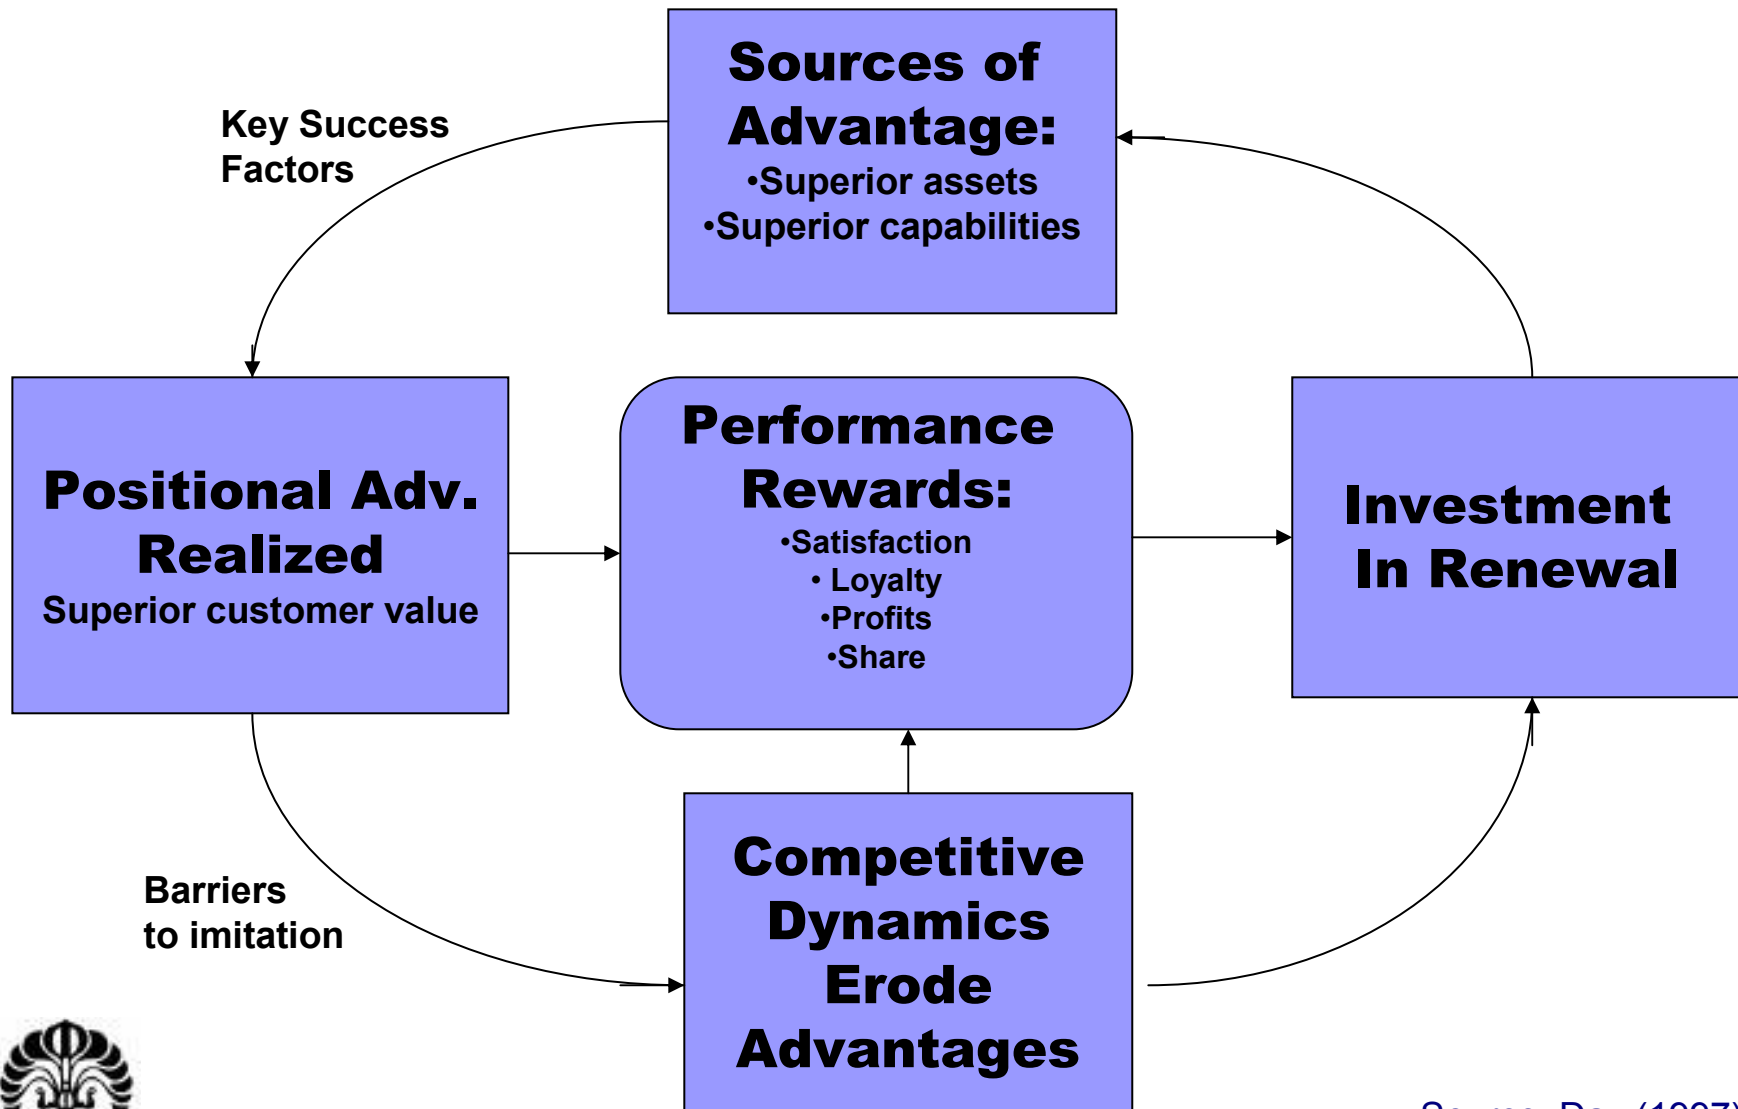 Sources of
Advantage:
•Superior assets
•Superior capabilities
Key Success
Factors
Positional Adv.
Realized
Superior customer value
Performance
Rewards:
•Satisfaction
• Loyalty
•Profits
•Share
Investment
In Renewal
Barriers
to imitation
Competitive
Dynamics
Erode
Advantages